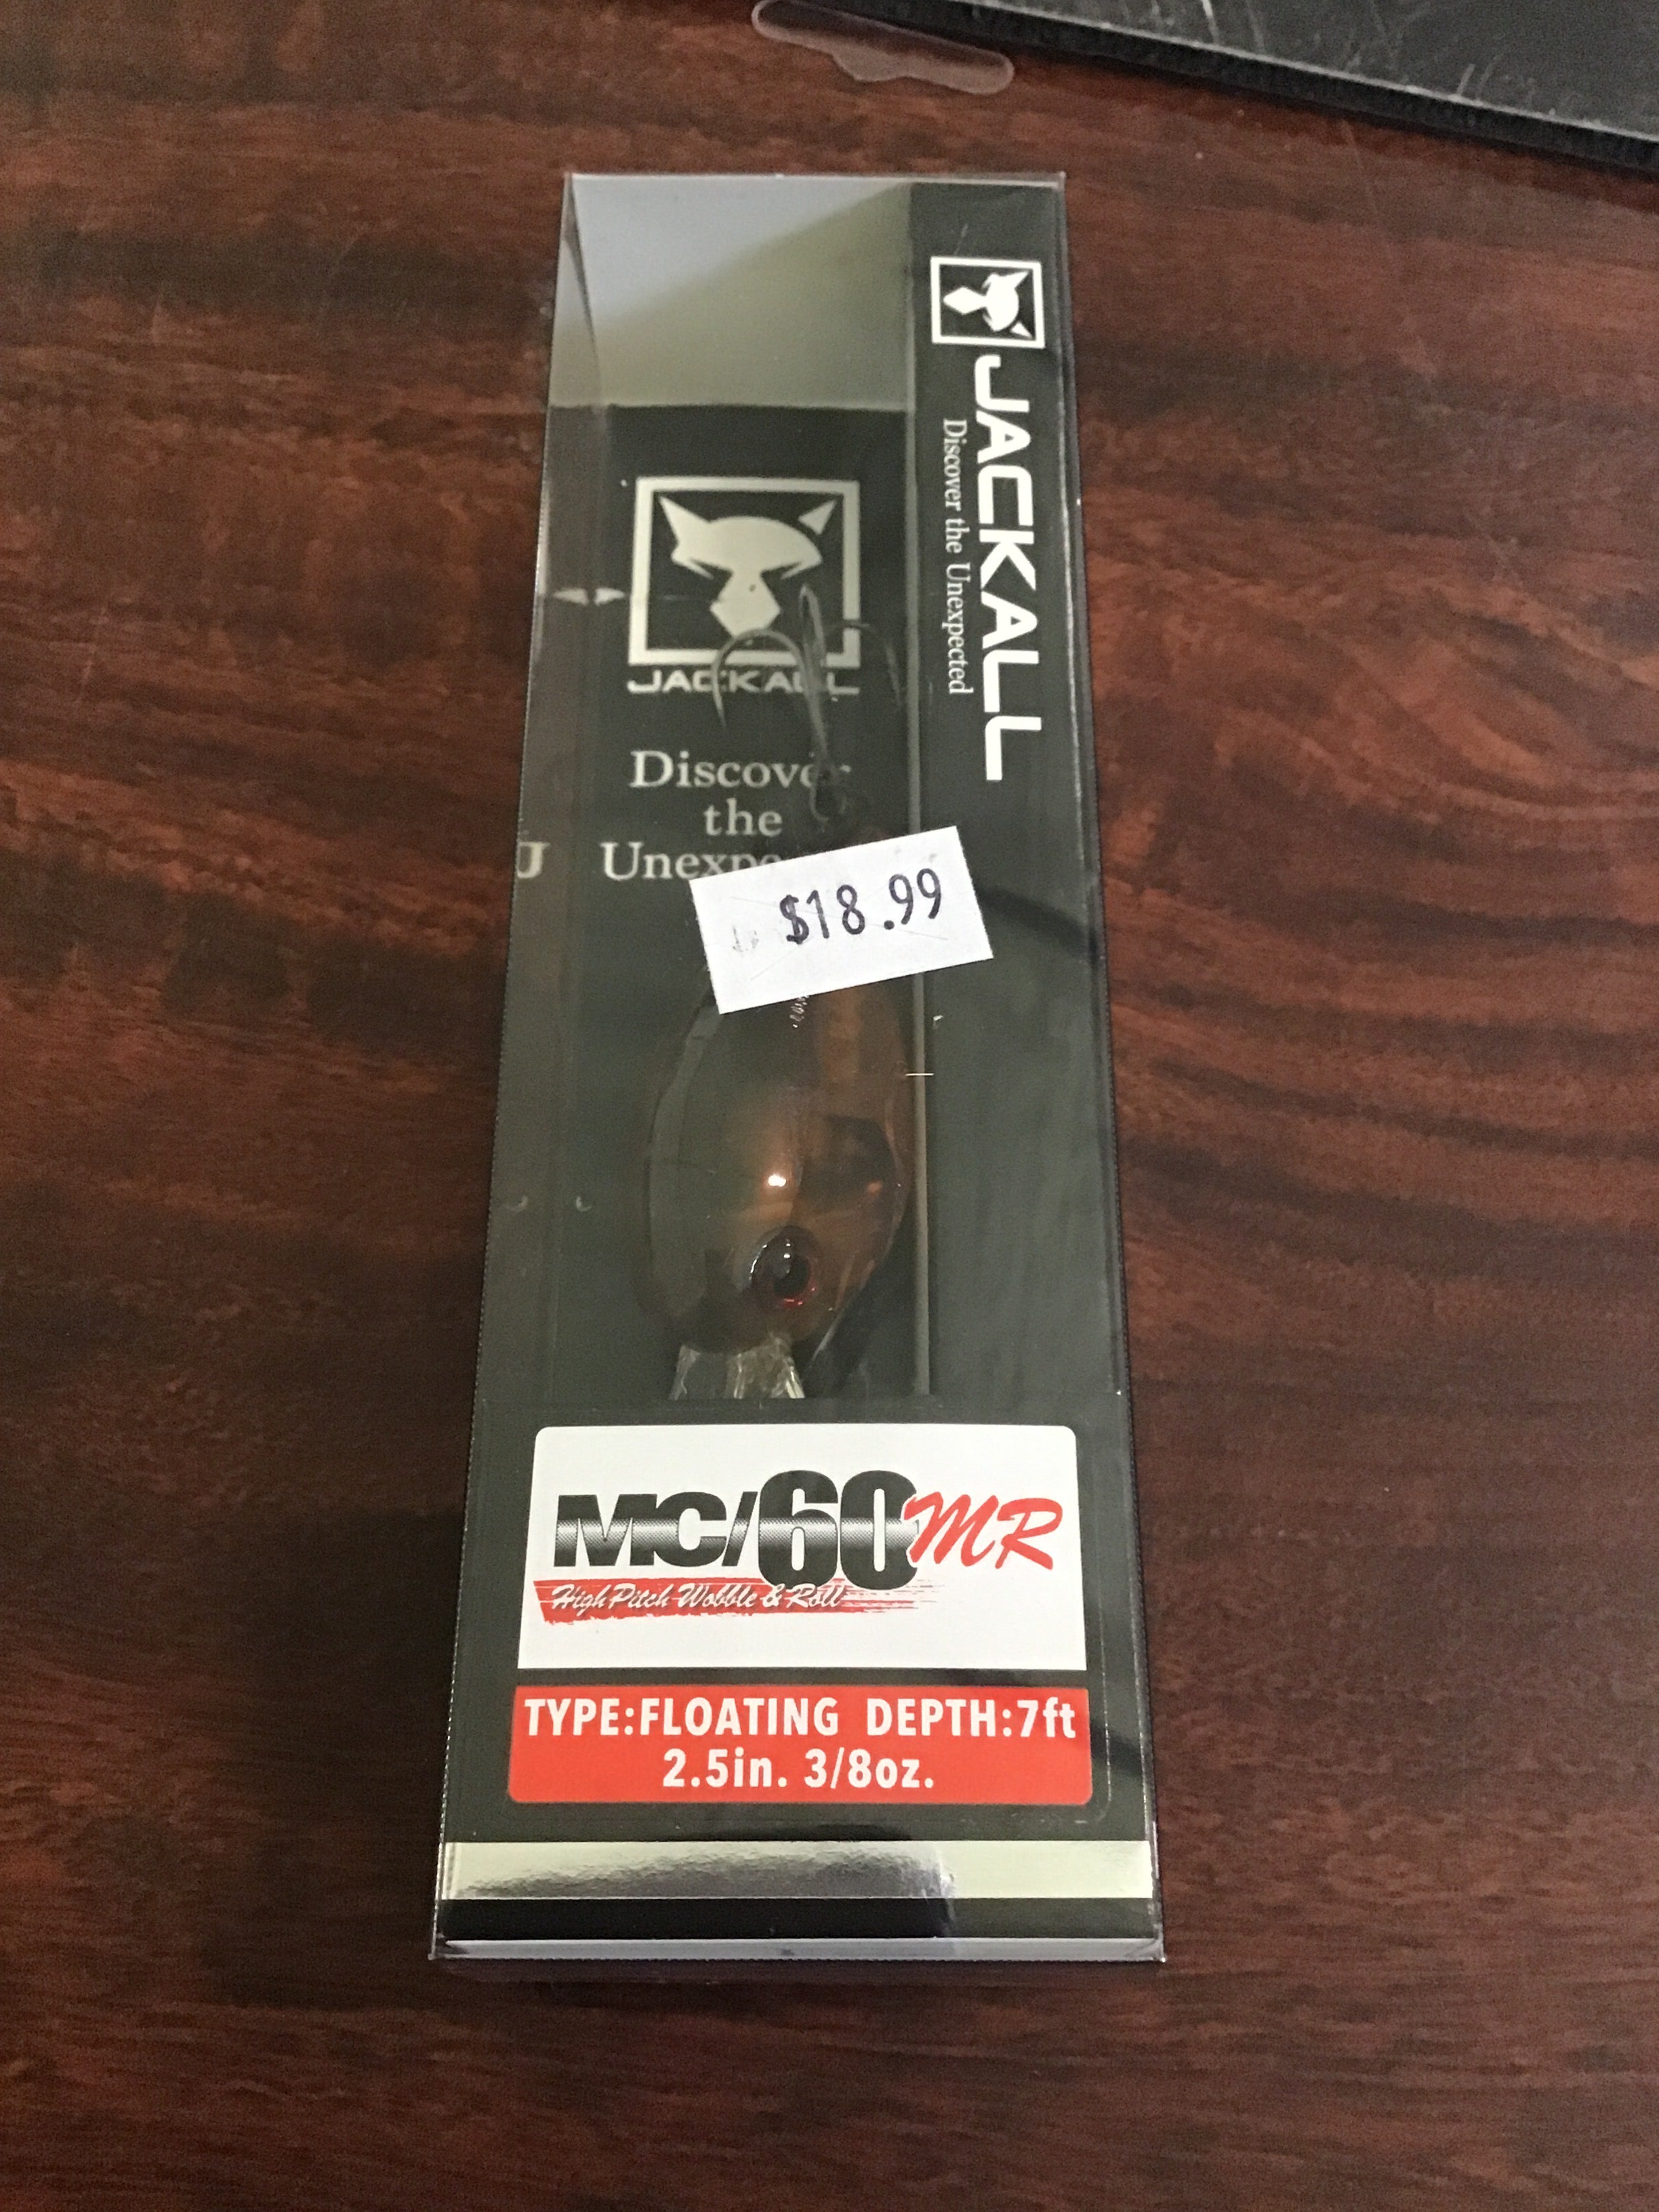 JACKALL
Discover the Unexpected
JACKALL
Discover
the
$18.99
MC/60 MR
High Pitch Wobble & Roll
TYPE:FLOATING DEPTH:7ft
2.5in. 3/8oz.